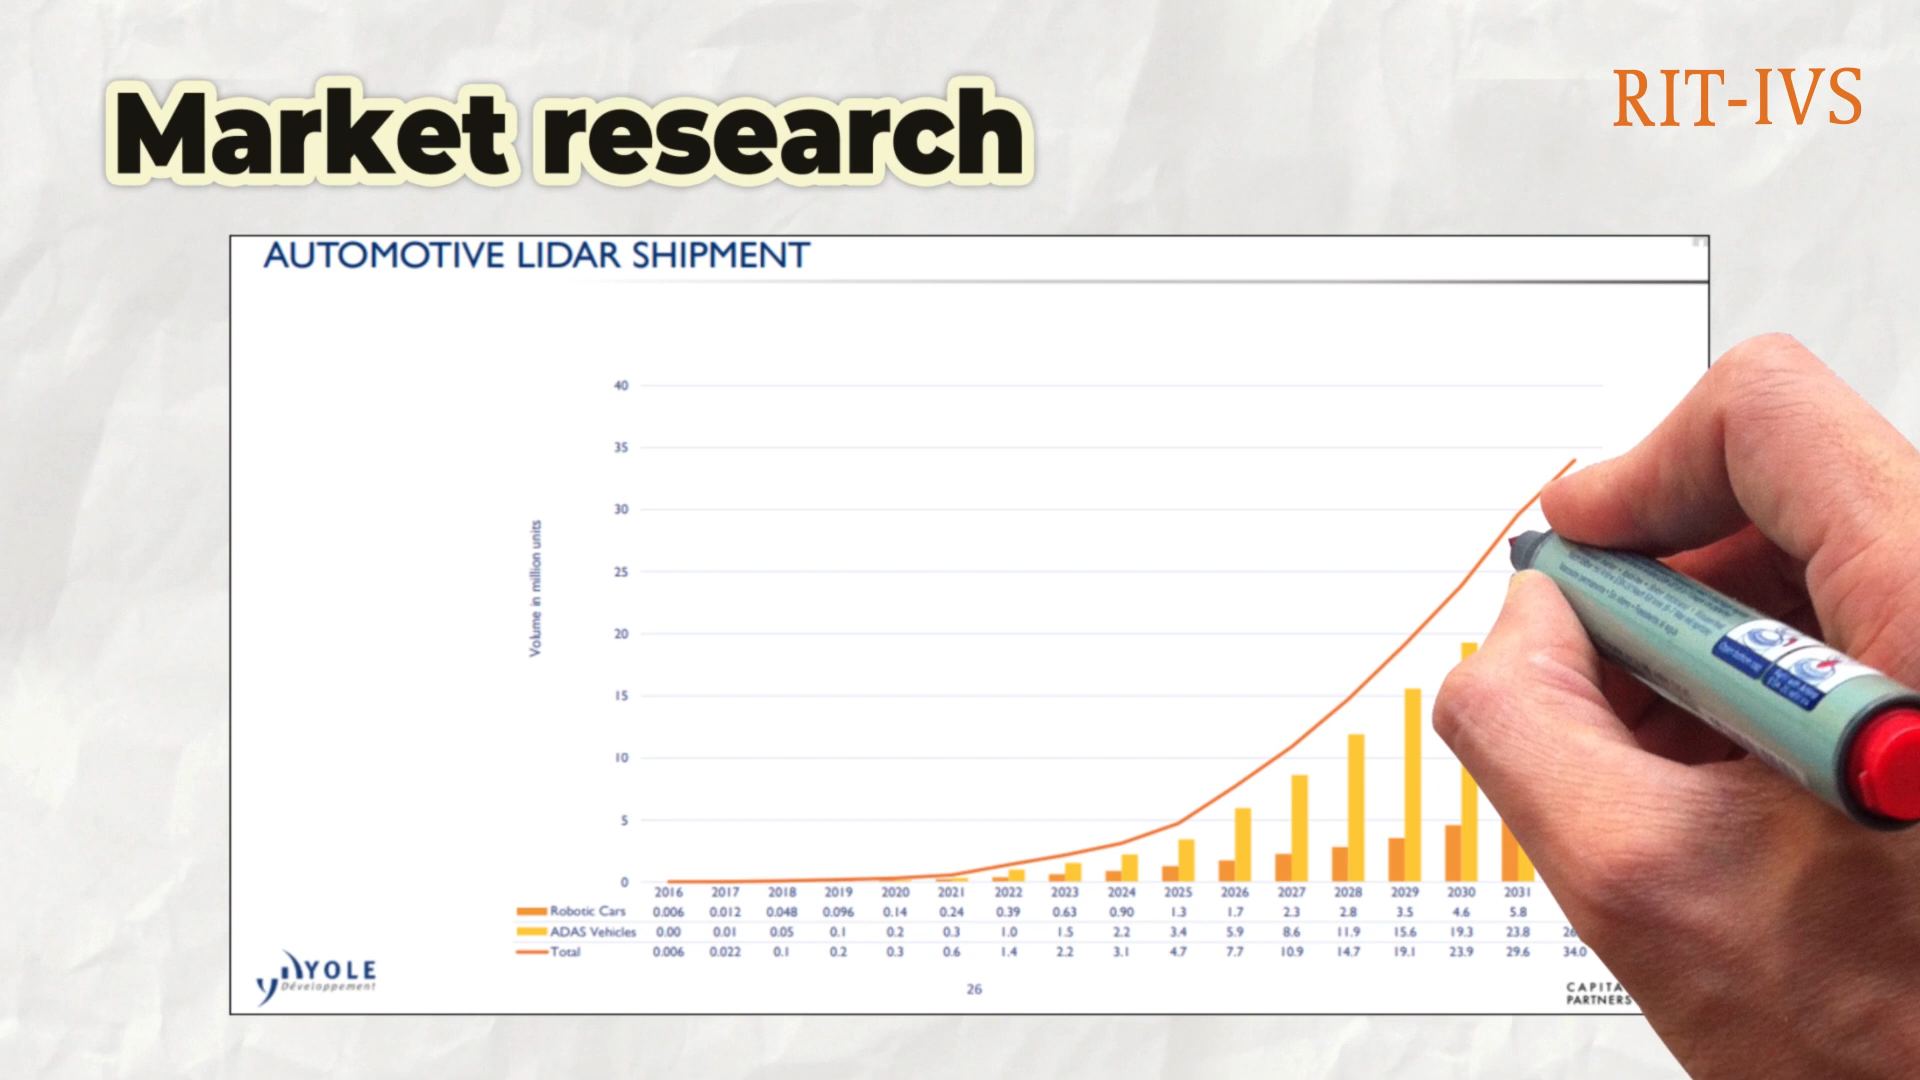 Market research
RIT-IVS
AUTOMOTIVE LIDAR SHIPMENT
Volume in million units
40
35
30
25
20
15
10
5
0
2016 2017 2018 2019 2020 2021 2022 2023 2024 2025 2026 2027 2028 2029 2030 2031
Robotic Cars 0.006 0.012 0.048 0.096 0.14 0.24 0.39 0.63 0.90 1.3 1.7 2.3 2.8 3.5 4.6 5.8
ADAS Vehicles 0.00 0.01 0.05 0.1 0.2 0.3 1.0 1.5 2.2 3.4 5.9 8.6 11.9 15.6 19.3 23.8
Total 0.006 0.022 0.1 0.2 0.3 0.6 1.4 2.2 3.1 4.7 7.7 10.9 14.7 19.1 23.9 29.6 34.0
YOLE
Développement
26
PARTNERS